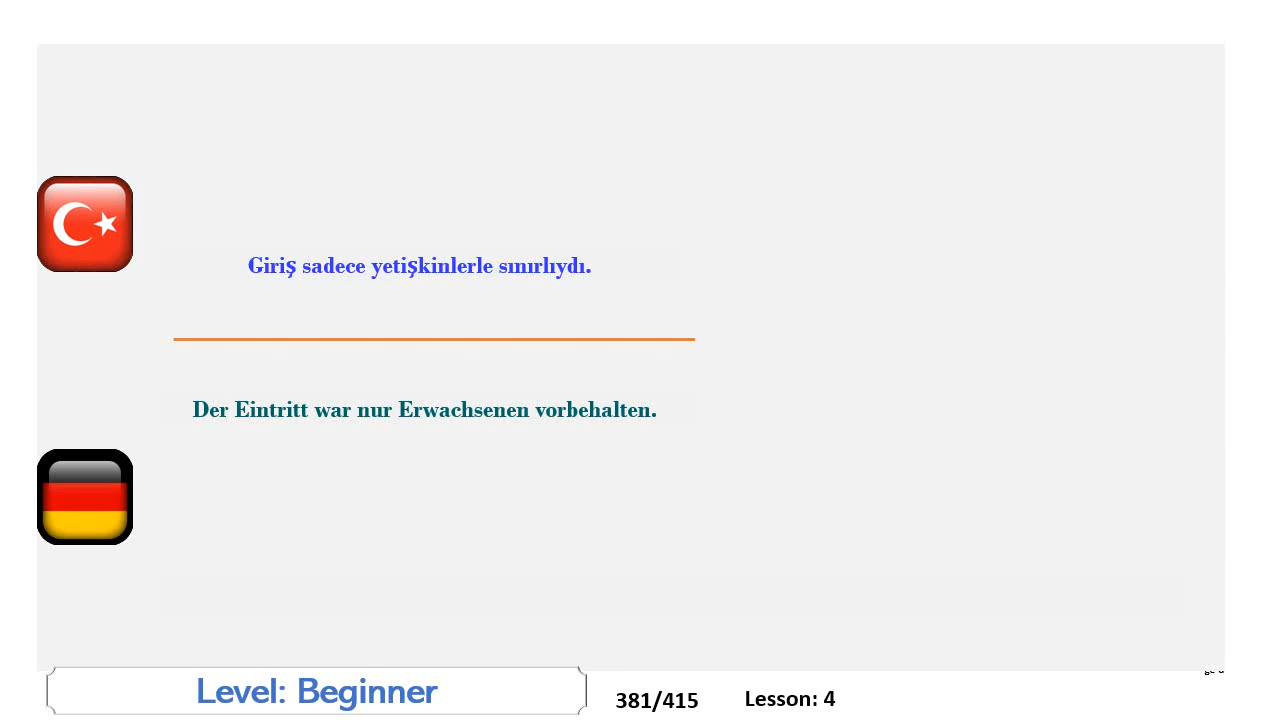 Giriş sadece yetişkinlerle sınırlıydı.
Der Eintritt war nur Erwachsenen vorbehalten.
Level: Beginner
381/415
Lesson: 4